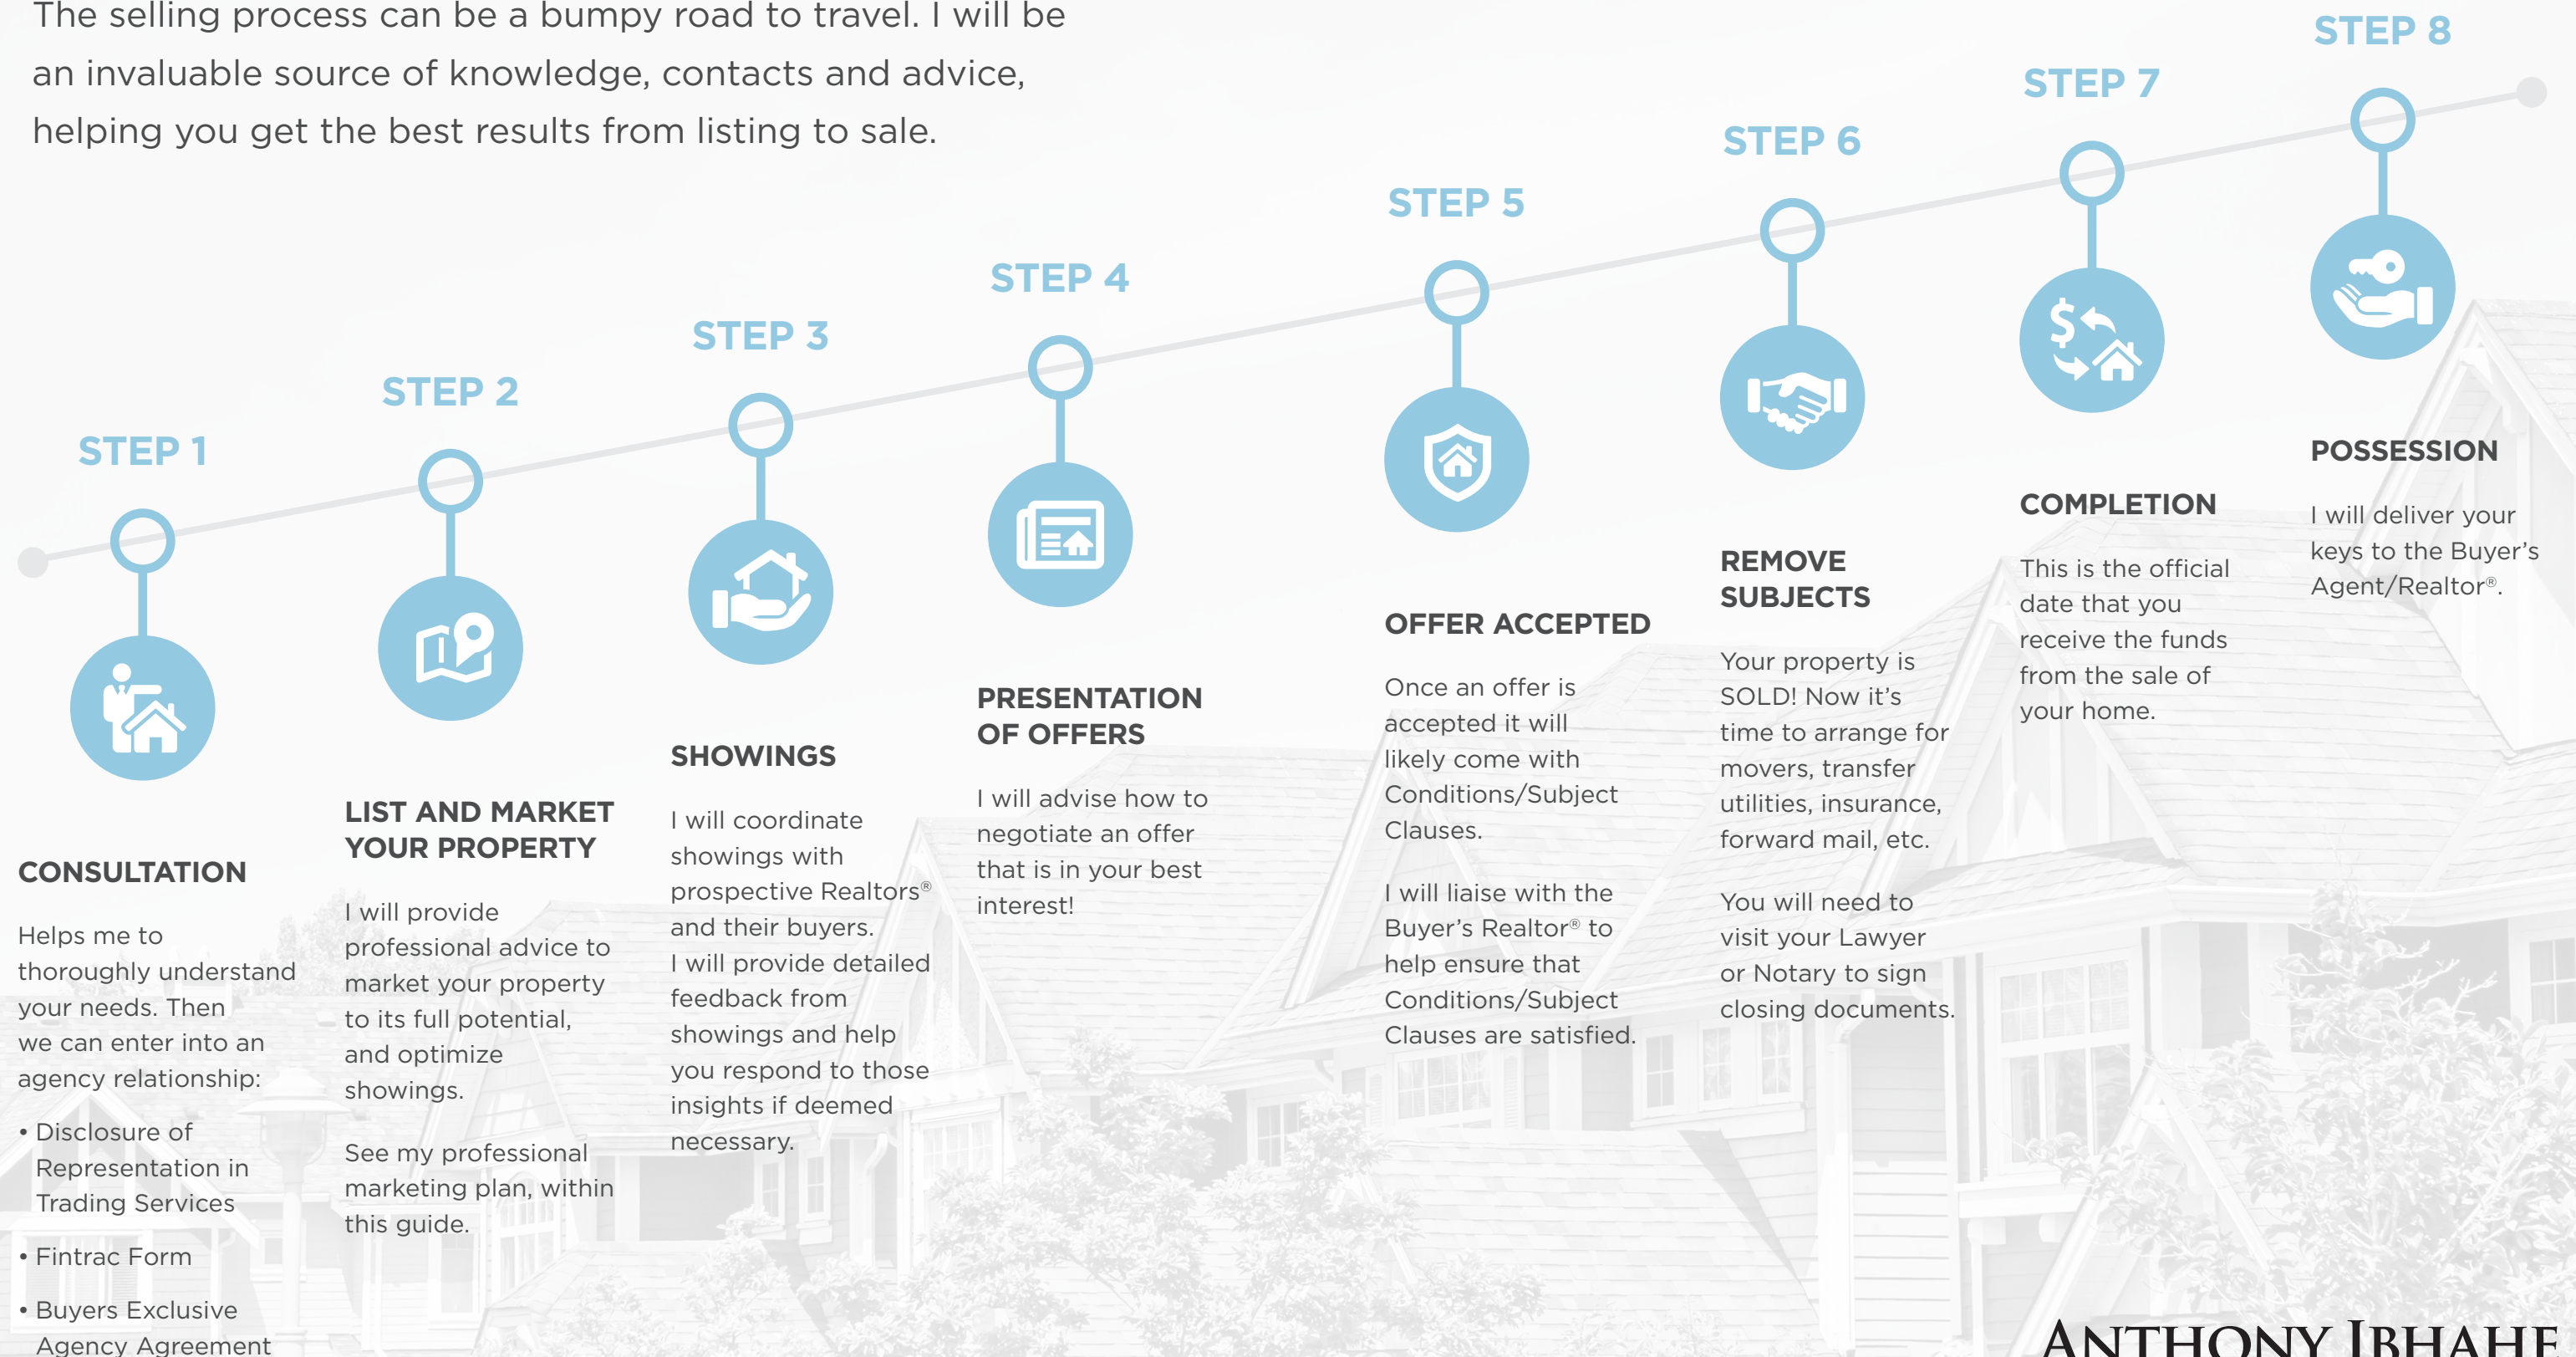 The selling process can be a bumpy road to travel. I will be
an invaluable source of knowledge, contacts and advice,
helping you get the best results from listing to sale.
STEP 1
CONSULTATION
Helps me to
thoroughly understand
your needs. Then
we can enter into an
agency relationship:
• Disclosure of
Representation in
Trading Services
• Fintrac Form
• Buyers Exclusive
Agency Agreement
STEP 2
LIST AND MARKET
YOUR PROPERTY
I will provide
professional advice to
market your property
to its full potential,
and optimize
showings.
See my professional
marketing plan, within
this guide.
STEP 3
SHOWINGS
I will coordinate
showings with
prospective Realtors®
and their buyers.
I will provide detailed
feedback from
showings and help
you respond to those
insights if deemed
necessary.
STEP 4
PRESENTATION
OF OFFERS
I will advise how to
negotiate an offer
that is in your best
interest!
STEP 5
OFFER ACCEPTED
Once an offer is
accepted it will
likely come with
Conditions/Subject
Clauses.
I will liaise with the
Buyer’s Realtor® to
help ensure that
Conditions/Subject
Clauses are satisfied.
STEP 6
REMOVE
SUBJECTS
Your property is
SOLD! Now it’s
time to arrange for
movers, transfer
utilities, insurance,
forward mail, etc.
You will need to
visit your Lawyer
or Notary to sign
closing documents.
STEP 7
$
COMPLETION
This is the official
date that you
receive the funds
from the sale of
your home.
STEP 8
POSSESSION
I will deliver your
keys to the Buyer’s
Agent/Realtor®.
ANTHONY IBHAHE